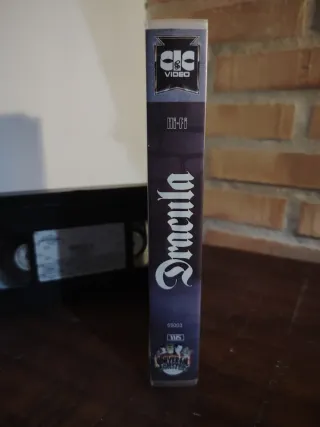 CIC
VIDEO
Hi-Fi
Dracula
VHS